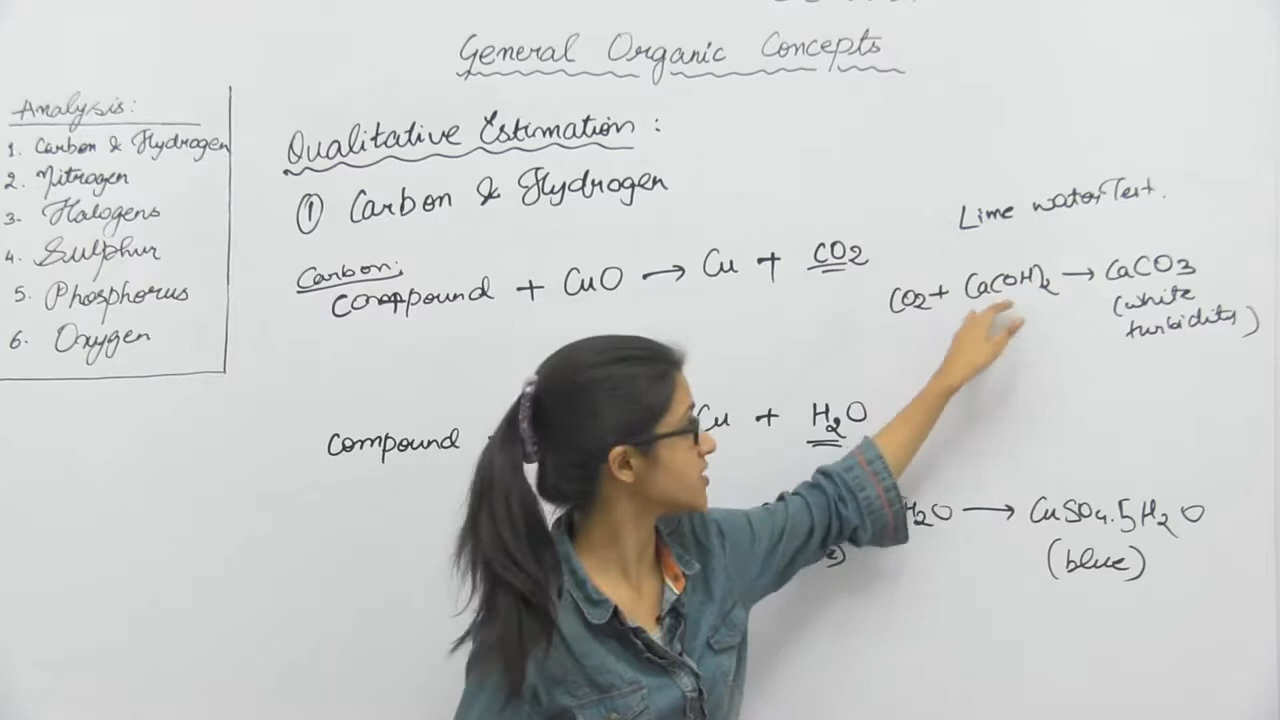 General Organic Concepts
Analysis:
1. Carbon & Hydrogen
2. Nitrogen
3. Halogens
4. Sulphur
5. Phosphorus
6. Oxygen
Qualitative Estimation :
① Carbon & Hydrogen
Carbon:
Compound + CuO → Cu + CO2
Lime water Test.
CO2 + Ca(OH)2 → CaCO3
(white
turbidity)
compound Cu + H2O
H2O → CuSO4.5H2O
(blue)